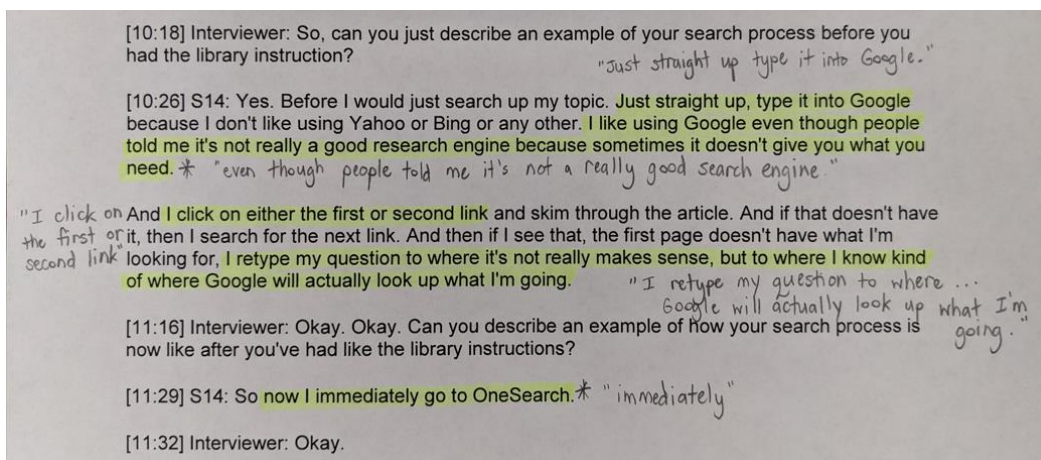 [10:18] Interviewer: So, can you just describe an example of your search process before you
had the library instruction?
"Just straight up type it into Google."
[10:26] S14: Yes. Before I would just search up my topic. Just straight up, type it into Google
because I don't like using Yahoo or Bing or any other. I like using Google even though people
told me it's not really a good research engine because sometimes it doesn't give you what you
need. * "even though people told me it's not a really good search engine."
"I click on
the first or
second link"
And I click on either the first or second link and skim through the article. And if that doesn't have
it, then I search for the next link. And then if I see that, the first page doesn't have what I'm
looking for, I retype my question to where it's not really makes sense, but to where I know kind
of where Google will actually look up what I'm going.
"I retype my question to where ...
Google will actually look up what I'm
going."
[11:16] Interviewer: Okay. Okay. Can you describe an example of how your search process is
now like after you've had like the library instructions?
[11:29] S14: So now I immediately go to OneSearch. * "immediately"
[11:32] Interviewer: Okay.